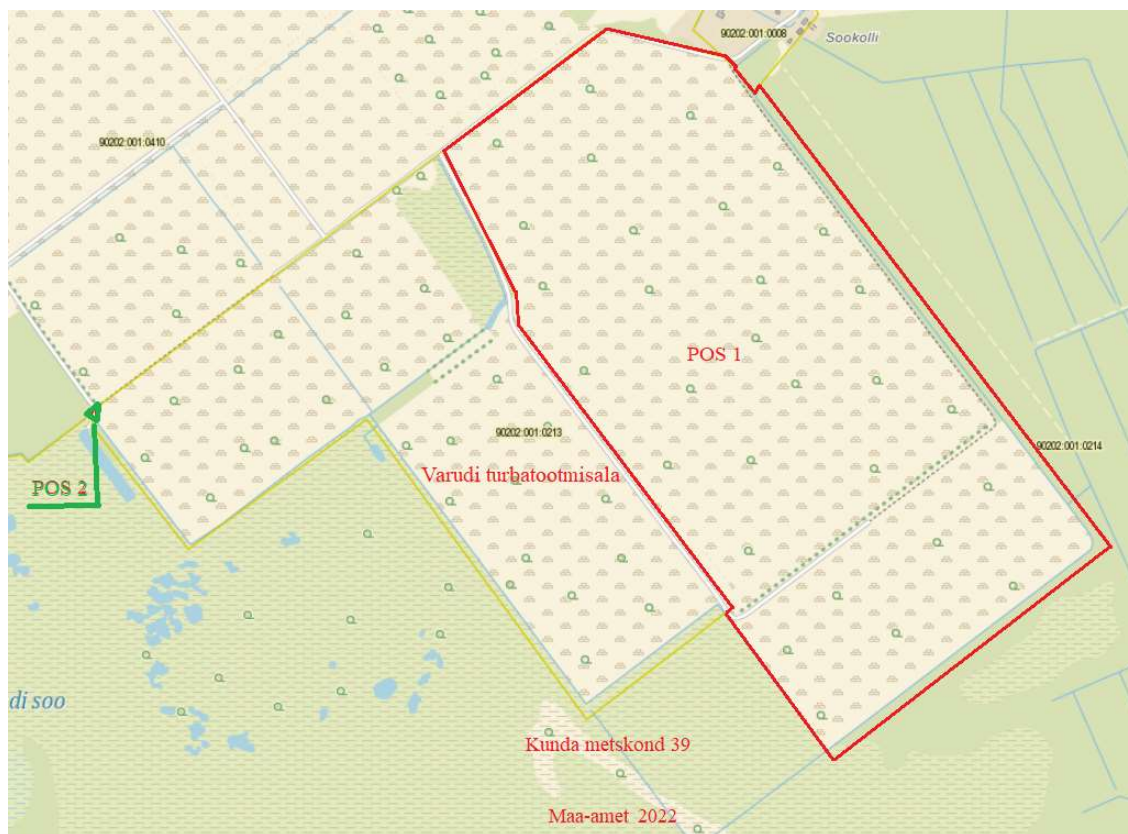 90202:001:0008
Sookolli
90202:001:0410
POS 1
90202:001:0213
90202:001:0214
Varudi turbatootmisala
POS 2
di soo
Kunda metskond 39
Maa-amet 2022